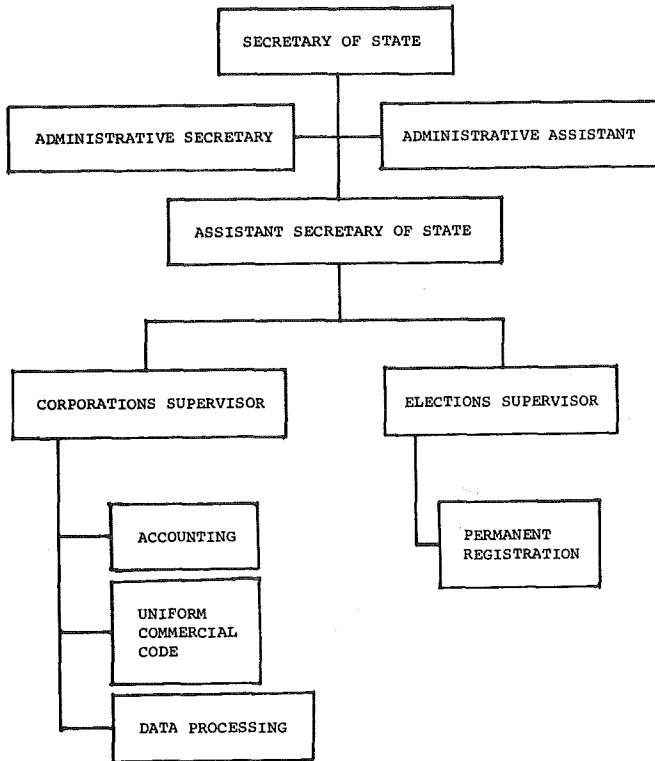 SECRETARY OF STATE
ADMINISTRATIVE SECRETARY
ADMINISTRATIVE ASSISTANT
ASSISTANT SECRETARY OF STATE
CORPORATIONS SUPERVISOR
ELECTIONS SUPERVISOR
ACCOUNTING
UNIFORM
COMMERCIAL
CODE
DATA PROCESSING
PERMANENT
REGISTRATION